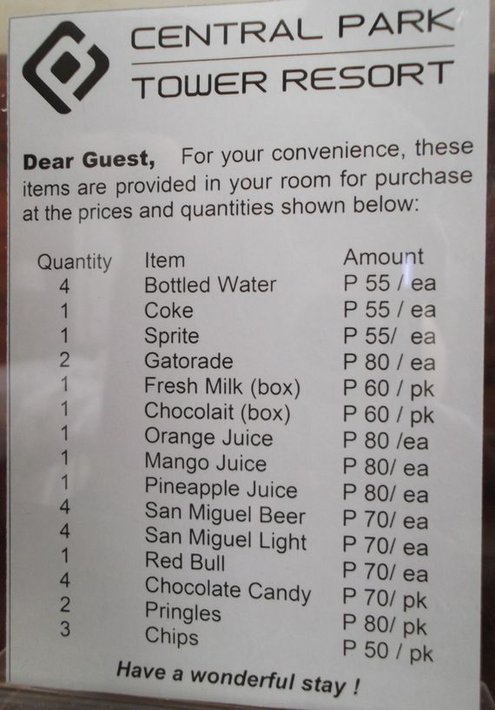 CENTRAL PARK
TOWER RESORT
Dear Guest, For your convenience, these
items are provided in your room for purchase
at the prices and quantities shown below:
Quantity Item Amount
4 Bottled Water P 55 / ea
1 Coke P 55 / ea
1 Sprite P 55/ ea
2 Gatorade P 80 / ea
1 Fresh Milk (box) P 60 / pk
1 Chocolait (box) P 60 / pk
1 Orange Juice P 80 /ea
1 Mango Juice P 80/ ea
1 Pineapple Juice P 80/ ea
4 San Miguel Beer P 70/ ea
4 San Miguel Light P 70/ ea
1 Red Bull P 70/ ea
4 Chocolate Candy P 70/ pk
2 Pringles P 80/ pk
3 Chips P 50 / pk
Have a wonderful stay !